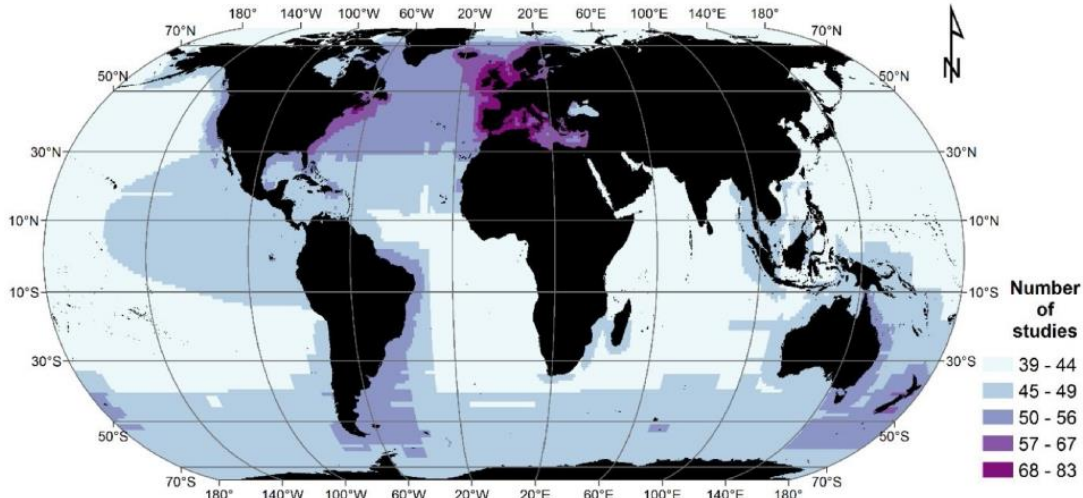 180° 140°W 100°W 60°W 20°W 20°E 60°E 100°E 140°E 180°
70°N 70°N
N
50°N 50°N
30°N 30°N
10°N 10°N
10°S 10°S
30°S 30°S
50°S 50°S
70°S 70°S
180° 140°W 100°W 60°W 20°W 20°E 60°E 100°E 140°E 180°
Number
of
studies
39 - 44
45 - 49
50 - 56
57 - 67
68 - 83